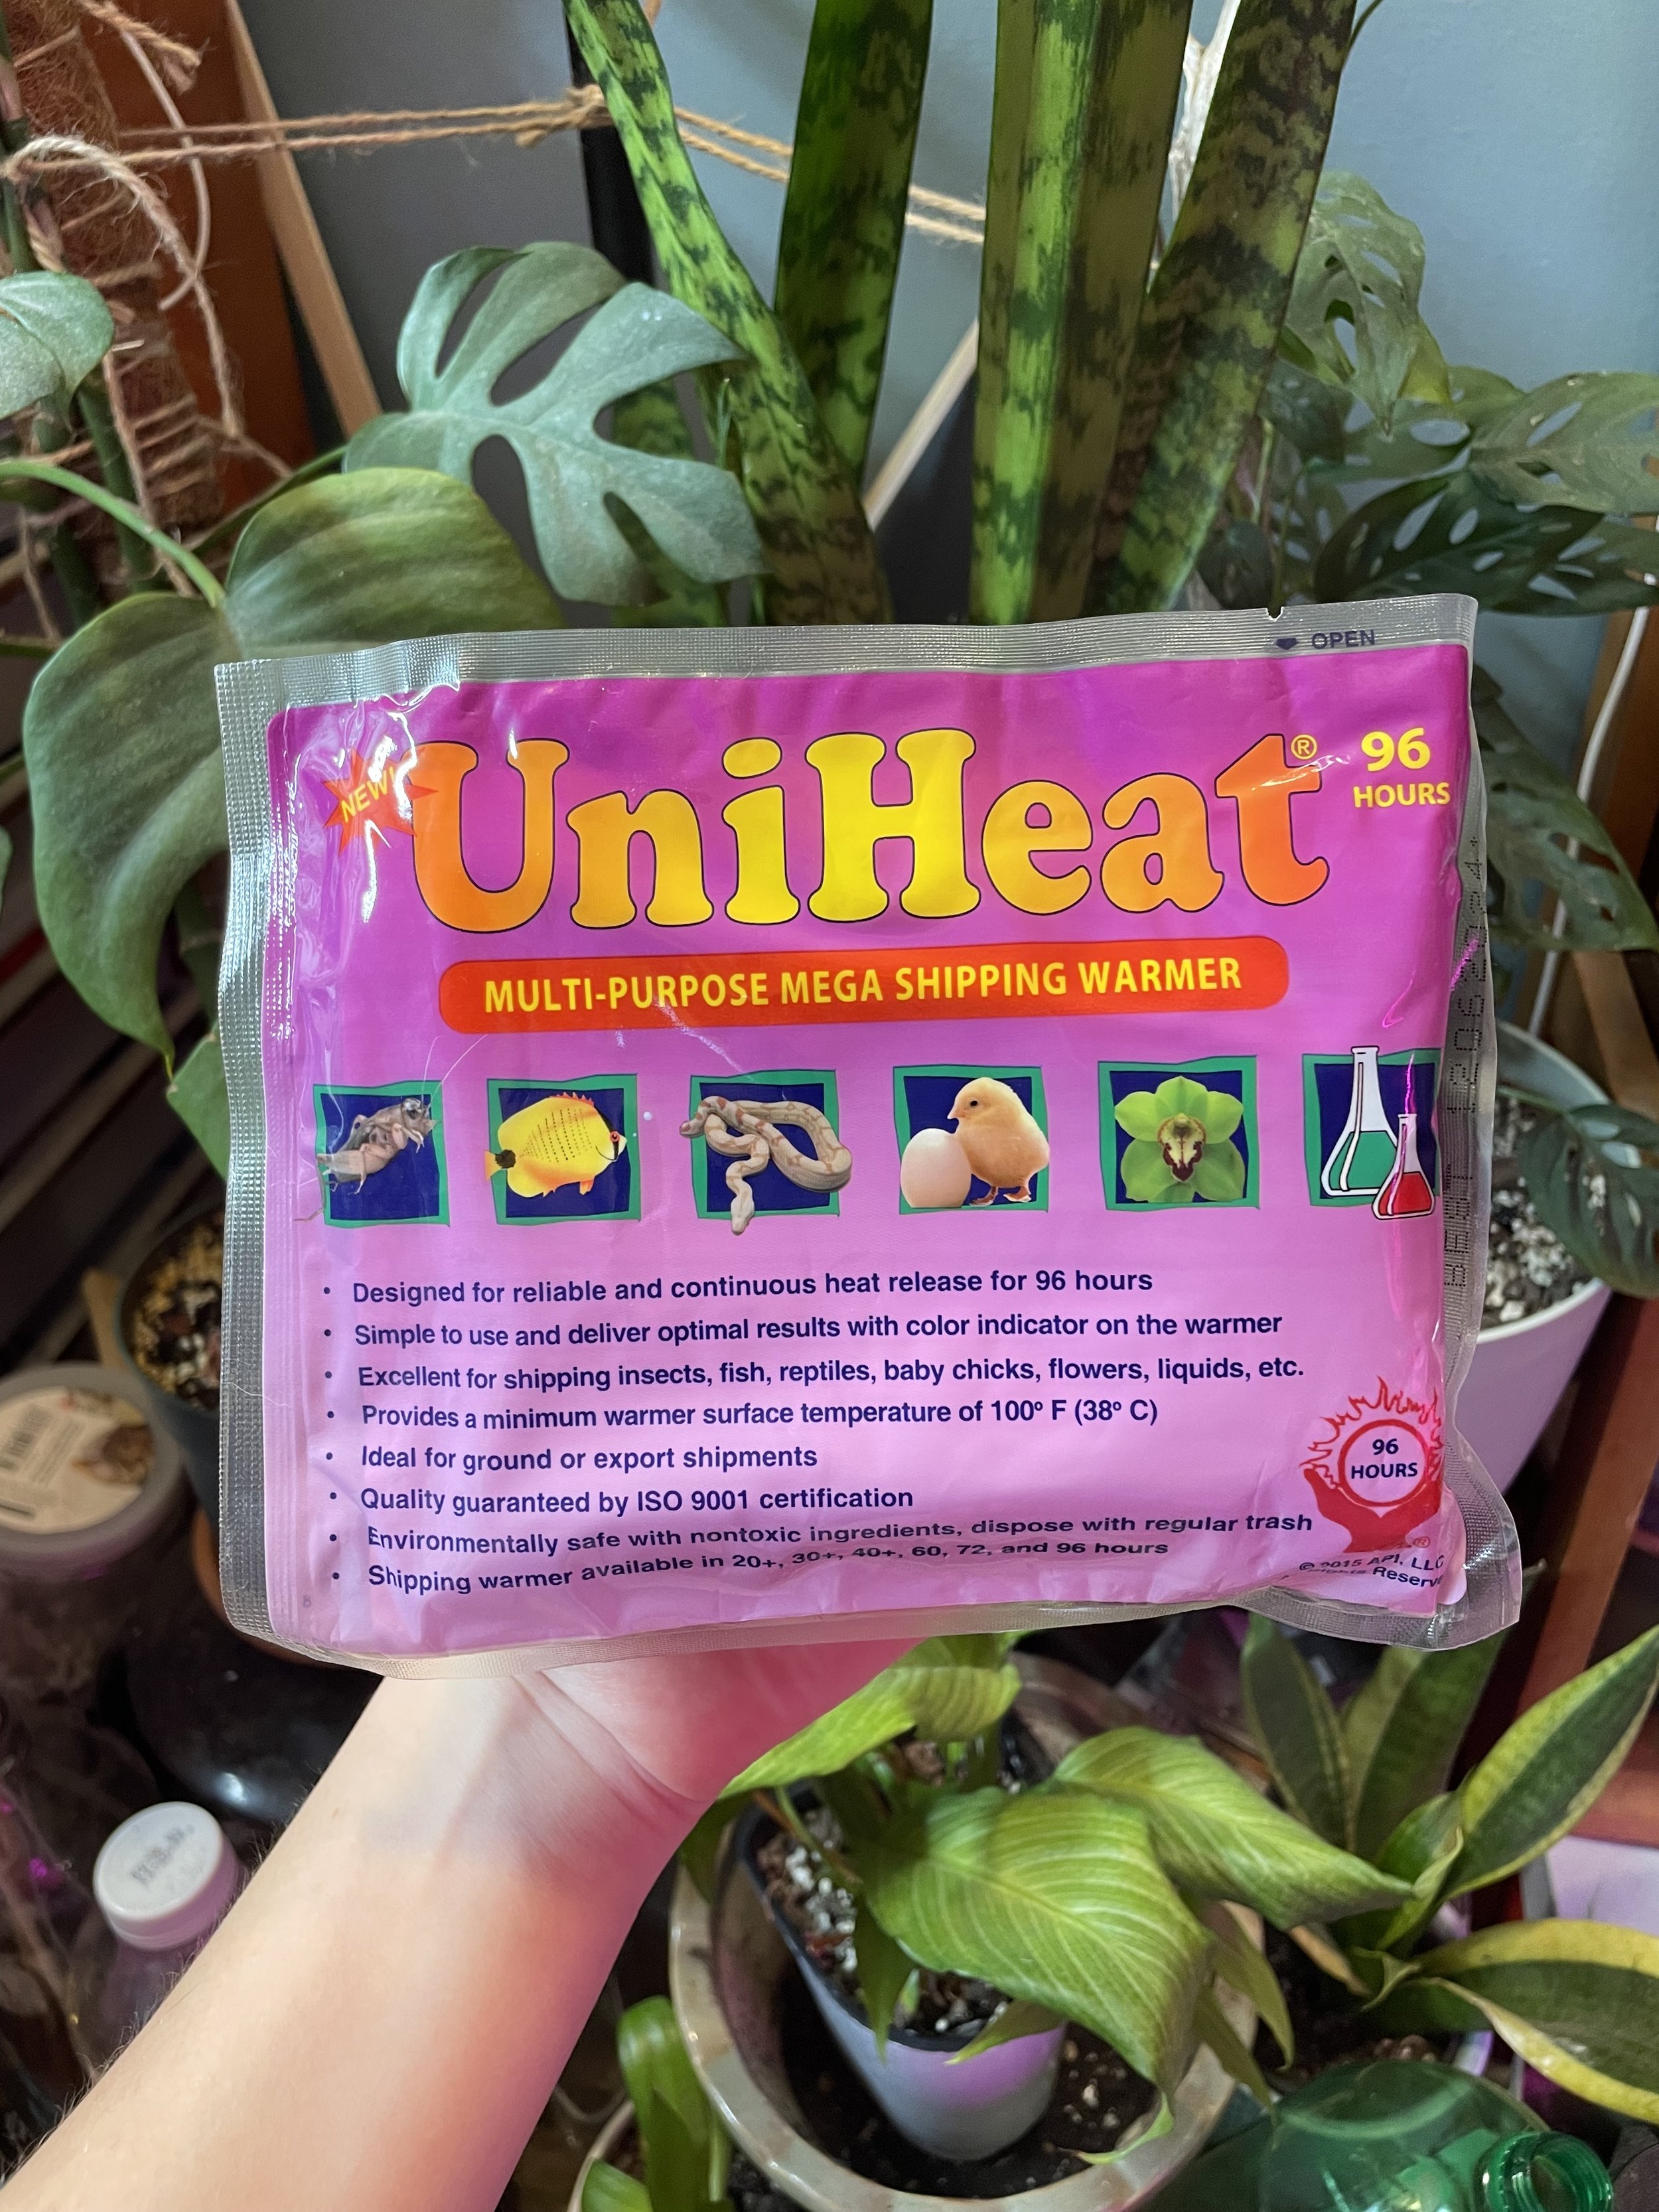 OPEN
NEW!
UniHeat®
96
HOURS
MULTI-PURPOSE MEGA SHIPPING WARMER
• Designed for reliable and continuous heat release for 96 hours
• Simple to use and deliver optimal results with color indicator on the warmer
• Excellent for shipping insects, fish, reptiles, baby chicks, flowers, liquids, etc.
• Provides a minimum warmer surface temperature of 100º F (38º C)
• Ideal for ground or export shipments
• Quality guaranteed by ISO 9001 certification
• Environmentally safe with nontoxic ingredients, dispose with regular trash
• Shipping warmer available in 20+, 30+, 40+, 60, 72, and 96 hours
96
HOURS
©2015 API, LLC